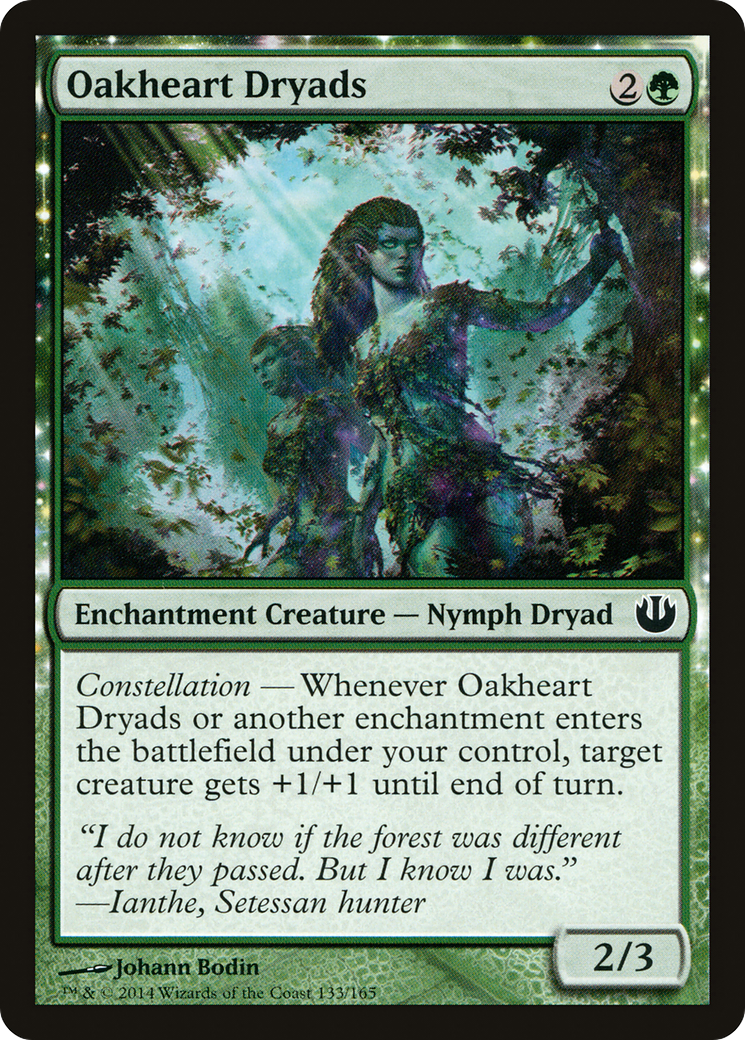 Oakheart Dryads 2
Enchantment Creature — Nymph Dryad
Constellation — Whenever Oakheart
Dryads or another enchantment enters
the battlefield under your control, target
creature gets +1/+1 until end of turn.
“I do not know if the forest was different
after they passed. But I know I was.”
—Ianthe, Setessan hunter
2/3
Johann Bodin
™ & © 2014 Wizards of the Coast 133/165